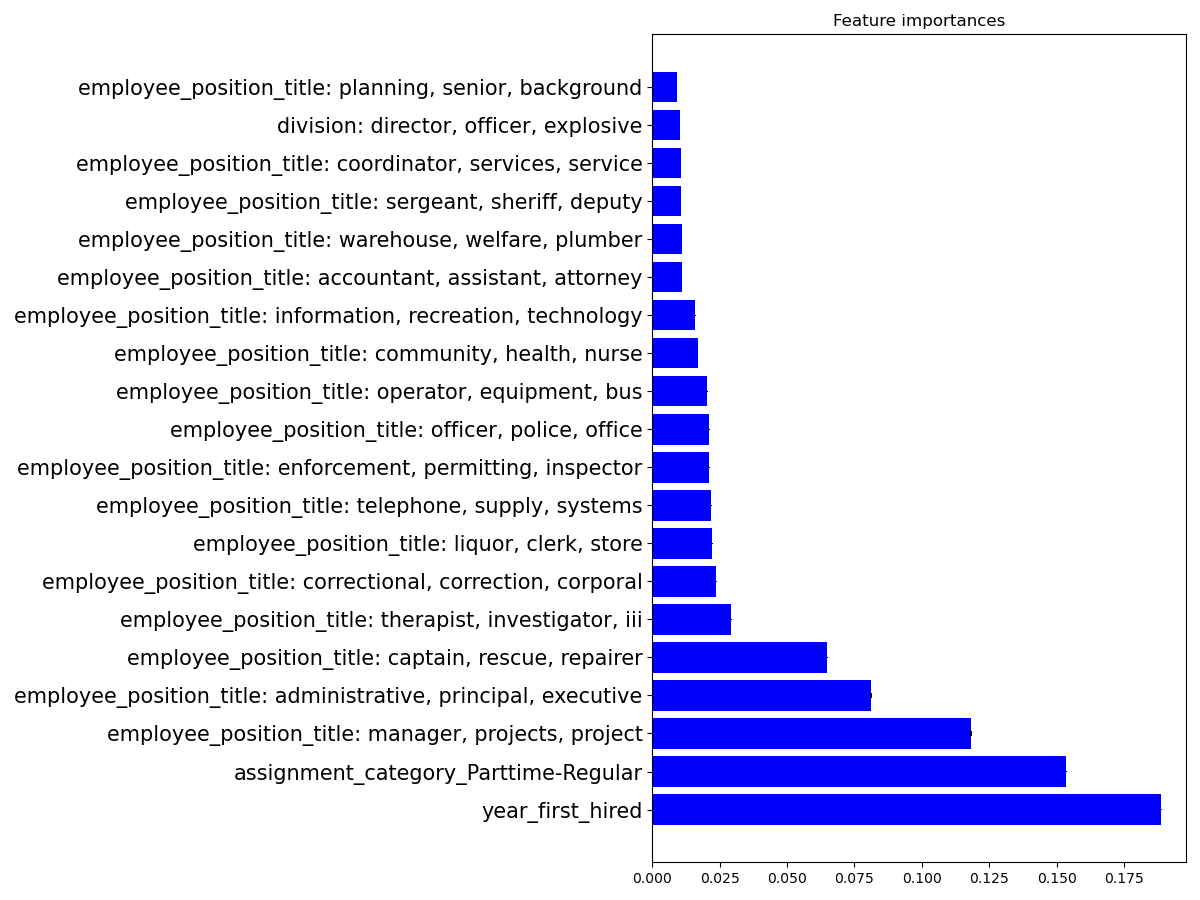 Feature importances
employee_position_title: planning, senior, background
division: director, officer, explosive
employee_position_title: coordinator, services, service
employee_position_title: sergeant, sheriff, deputy
employee_position_title: warehouse, welfare, plumber
employee_position_title: accountant, assistant, attorney
employee_position_title: information, recreation, technology
employee_position_title: community, health, nurse
employee_position_title: operator, equipment, bus
employee_position_title: officer, police, office
employee_position_title: enforcement, permitting, inspector
employee_position_title: telephone, supply, systems
employee_position_title: liquor, clerk, store
employee_position_title: correctional, correction, corporal
employee_position_title: therapist, investigator, iii
employee_position_title: captain, rescue, repairer
employee_position_title: administrative, principal, executive
employee_position_title: manager, projects, project
assignment_category_Parttime-Regular
year_first_hired
0.000 0.025 0.050 0.075 0.100 0.125 0.150 0.175